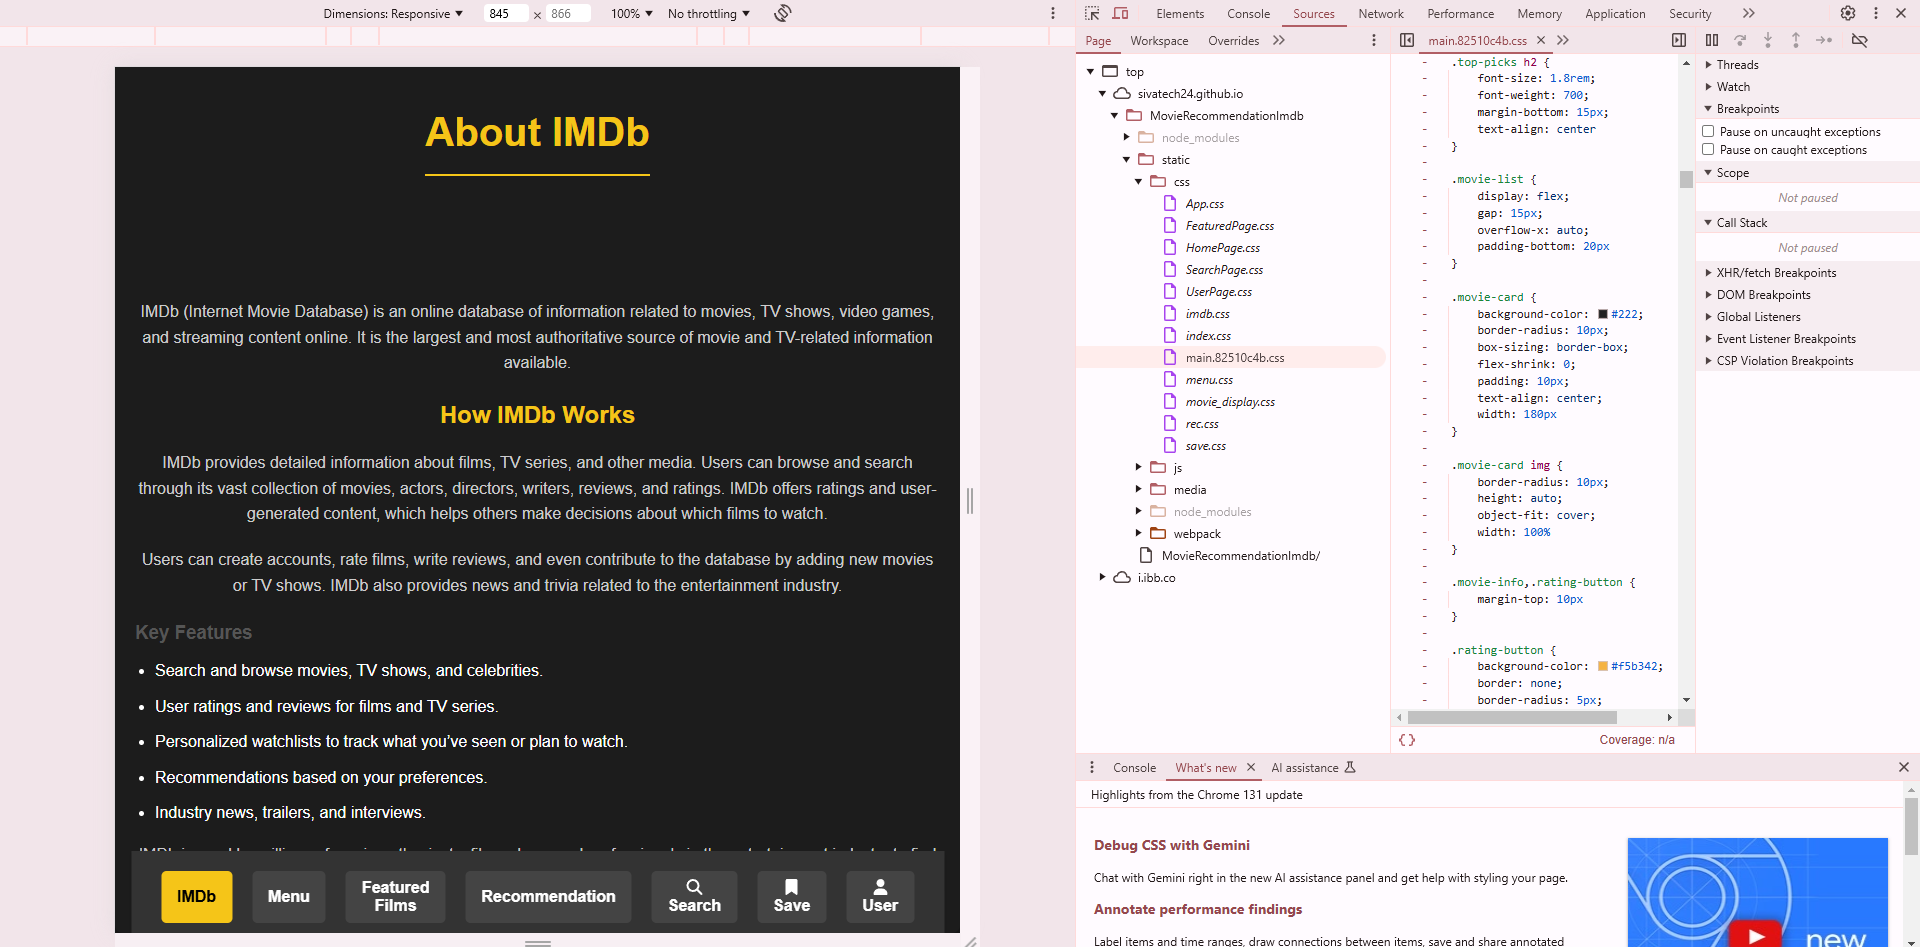 Dimensions: Responsive 845 × 866 100% No throttling
About IMDb
IMDb (Internet Movie Database) is an online database of information related to movies, TV shows, video games,
and streaming content online. It is the largest and most authoritative source of movie and TV-related information
available.
How IMDb Works
IMDb provides detailed information about films, TV series, and other media. Users can browse and search
through its vast collection of movies, actors, directors, writers, reviews, and ratings. IMDb offers ratings and user-
generated content, which helps others make decisions about which films to watch.
Users can create accounts, rate films, write reviews, and even contribute to the database by adding new movies
or TV shows. IMDb also provides news and trivia related to the entertainment industry.
Key Features
• Search and browse movies, TV shows, and celebrities.
• User ratings and reviews for films and TV series.
• Personalized watchlists to track what you’ve seen or plan to watch.
• Recommendations based on your preferences.
• Industry news, trailers, and interviews.
IMDb
Menu
Featured
Films
Recommendation
Search
Save
User
Elements Console Sources Network Performance Memory Application Security
Page Workspace Overrides
top
sivatech24.github.io
MovieRecommendationImdb
node_modules
static
css
App.css
FeaturedPage.css
HomePage.css
SearchPage.css
UserPage.css
imdb.css
index.css
main.82510c4b.css
menu.css
movie_display.css
rec.css
save.css
js
media
node_modules
webpack
MovieRecommendationImdb/
i.ibb.co
main.82510c4b.css
- .top-picks h2 {
- font-size: 1.8rem;
- font-weight: 700;
- margin-bottom: 15px;
- text-align: center
- }
-
- .movie-list {
- display: flex;
- gap: 15px;
- overflow-x: auto;
- padding-bottom: 20px
- }
-
- .movie-card {
- background-color: #222;
- border-radius: 10px;
- box-sizing: border-box;
- flex-shrink: 0;
- padding: 10px;
- text-align: center;
- width: 180px
- }
-
- .movie-card img {
- border-radius: 10px;
- height: auto;
- object-fit: cover;
- width: 100%
- }
-
- .movie-info,.rating-button {
- margin-top: 10px
- }
-
- .rating-button {
- background-color: #f5b342;
- border: none;
- border-radius: 5px;
{} Coverage: n/a
Threads
Watch
Breakpoints
Pause on uncaught exceptions
Pause on caught exceptions
Scope
Not paused
Call Stack
Not paused
XHR/fetch Breakpoints
DOM Breakpoints
Global Listeners
Event Listener Breakpoints
CSP Violation Breakpoints
Console What's new AI assistance
Highlights from the Chrome 131 update
Debug CSS with Gemini
Chat with Gemini right in the new AI assistance panel and get help with styling your page.
Annotate performance findings
Label items and time ranges, draw connections between items, save and share annotated
new